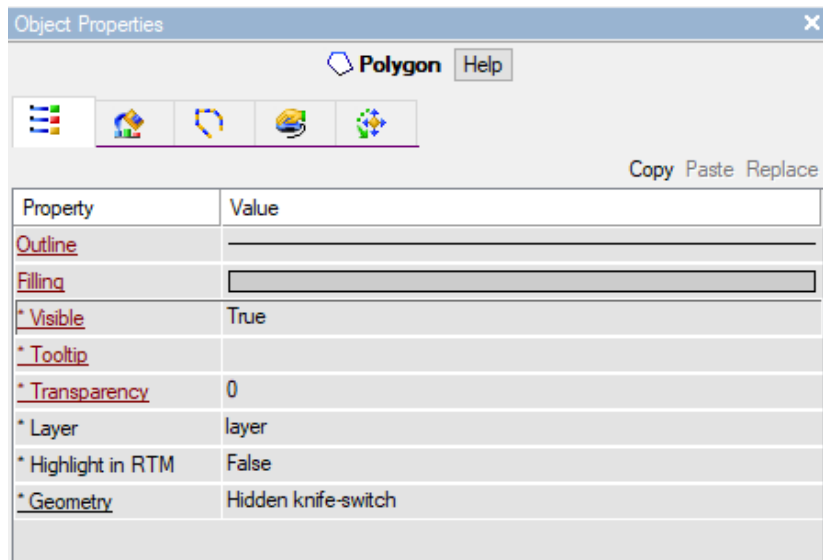 Object Properties
Polygon Help
Copy Paste Replace
Property Value
Outline
Filling
* Visible True
* Tooltip
* Transparency 0
* Layer layer
* Highlight in RTM False
* Geometry Hidden knife-switch